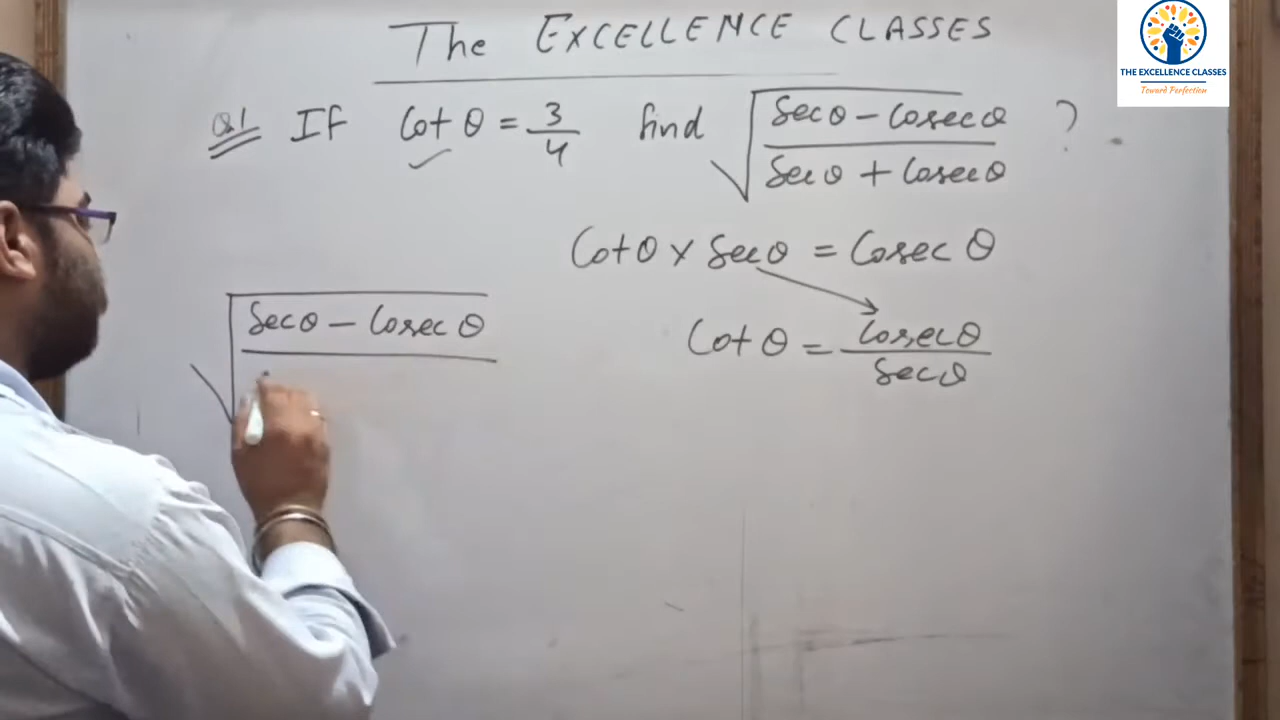 The EXCELLENCE CLASSES
THE EXCELLENCE CLASSES
Toward Perfection
Q1 If Cot θ = 3/4 find √((Secθ - Cosecθ)/(Secθ + Cosecθ)) ?
Cotθ × Secθ = Cosec θ
√(Secθ - Cosec θ)
Cot θ = Cosecθ/Secθ